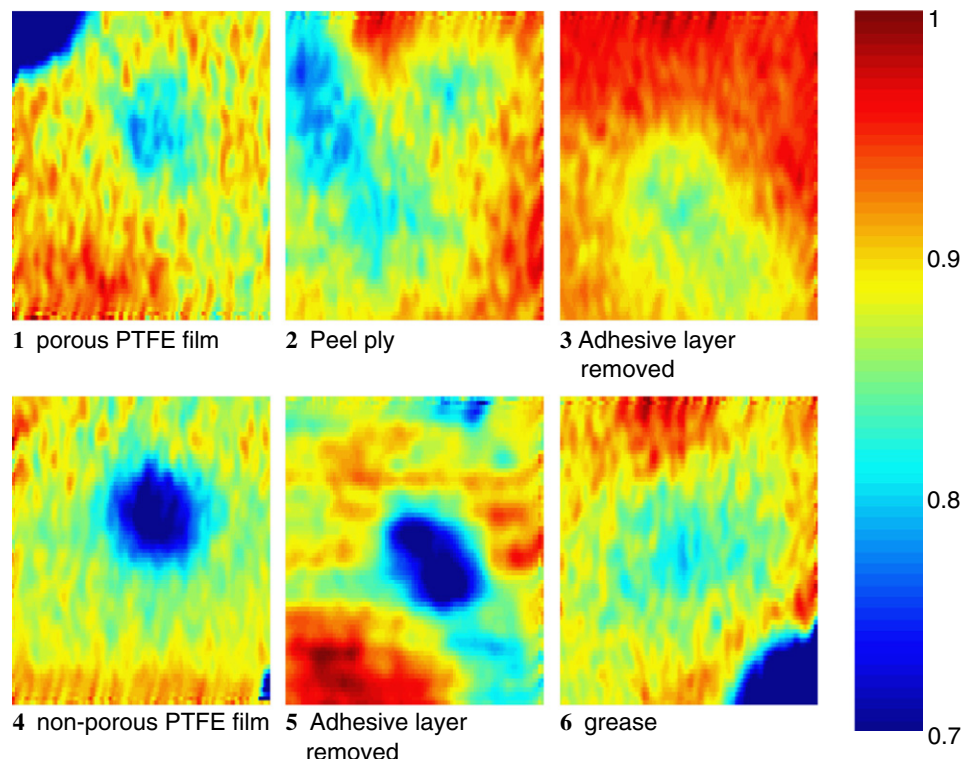 1
1 porous PTFE film
2 Peel ply
3 Adhesive layer
removed
0.9
0.8
4 non-porous PTFE film
5 Adhesive layer
removed
6 grease
0.7